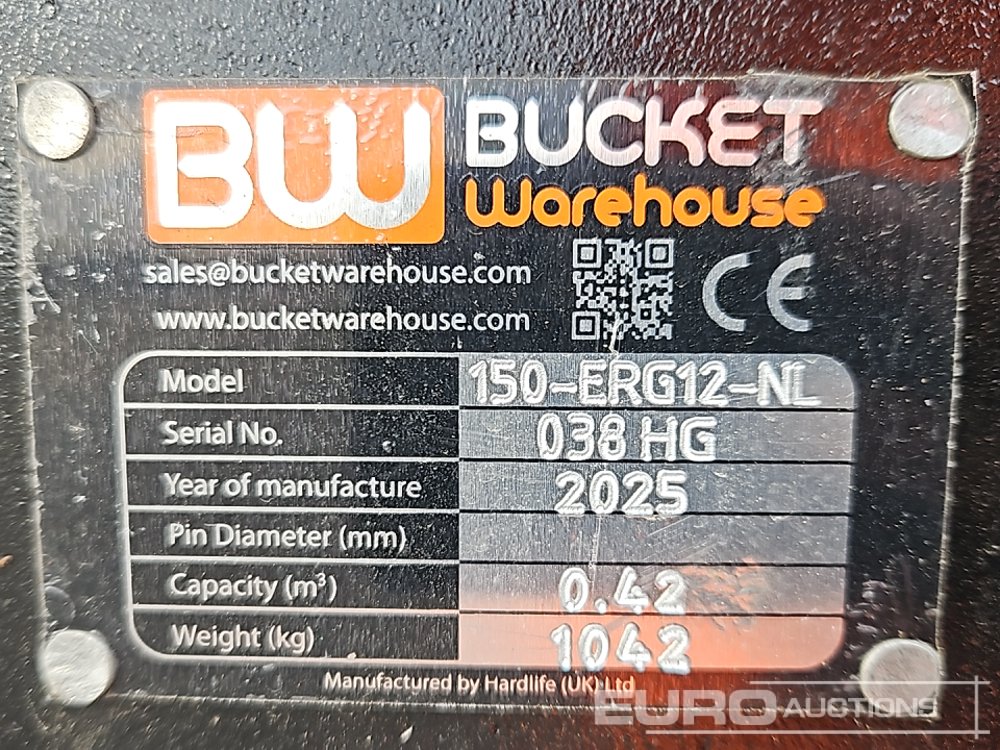 BW BUCKET
Warehouse
sales@bucketwarehouse.com
www.bucketwarehouse.com
CE
Model 150-ERG12-NL
Serial No. 038 HG
Year of manufacture 2025
Pin Diameter (mm)
Capacity (m³) 0.42
Weight (kg) 1042
Manufactured by Hardlife (UK) Ltd
EURO AUCTIONS